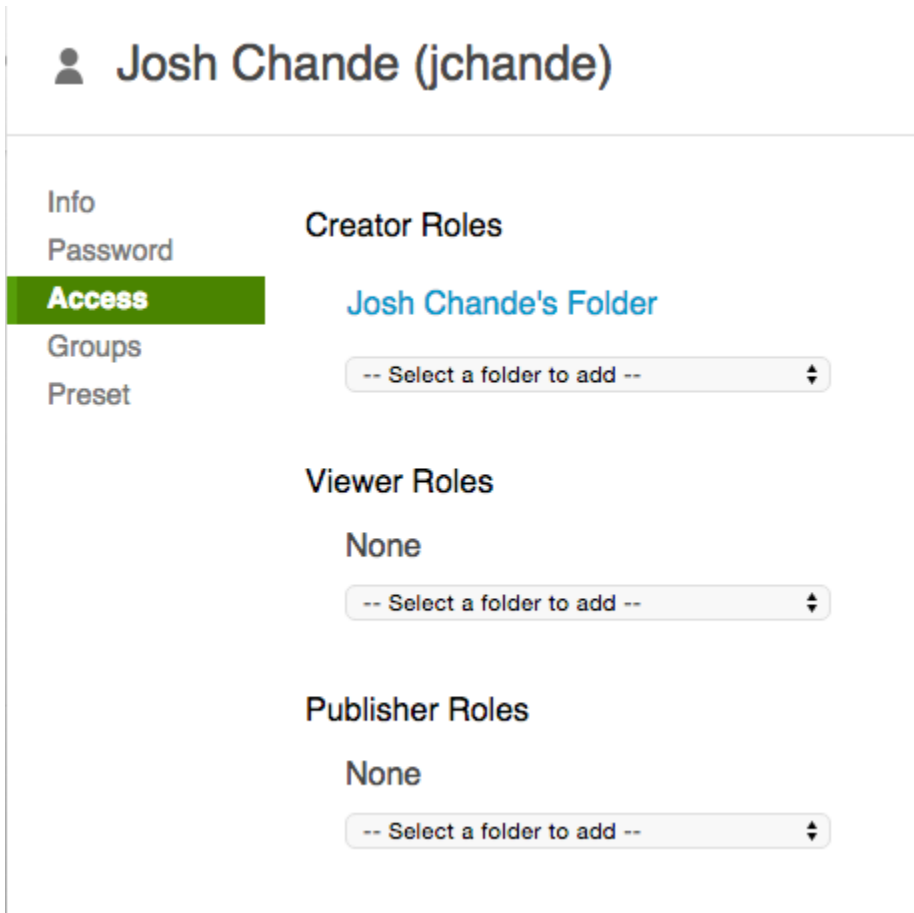 Josh Chande (jchande)
Info
Password
Access
Groups
Preset
Creator Roles
Josh Chande's Folder
-- Select a folder to add --
Viewer Roles
None
-- Select a folder to add --
Publisher Roles
None
-- Select a folder to add --